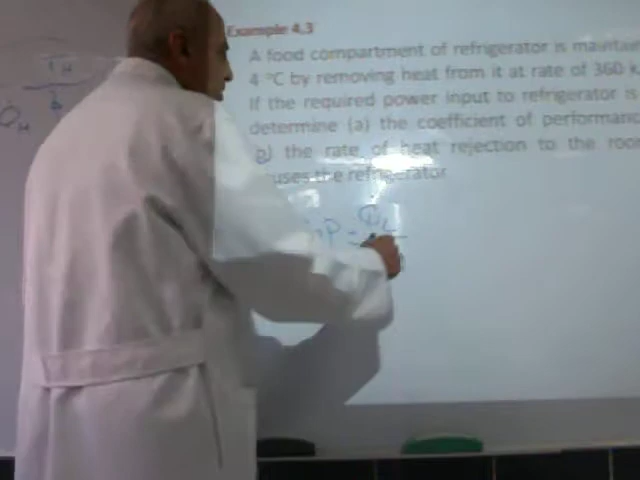 Example 4.3
A food compartment of refrigerator is maintain
4 °C by removing heat from it at rate of 360 k
If the required power input to refrigerator is
determine (a) the coefficient of performanc
the rate of heat rejection to the roo
uses the refrigerator
P = Q̇L
Q̇H